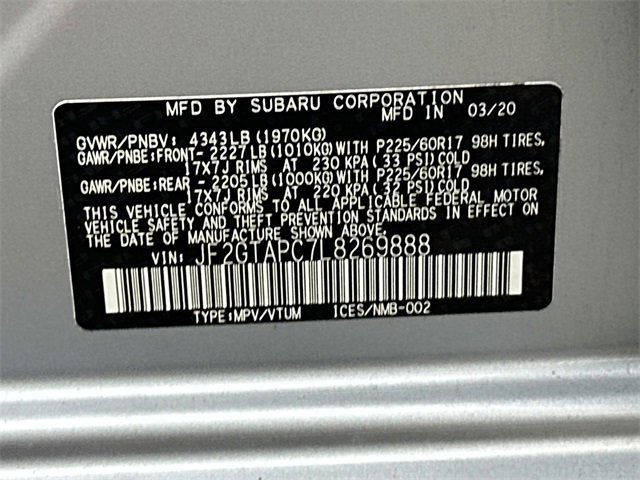 MFD BY SUBARU CORPORATION
MFD IN 03/20
GVWR/PNBV: 4343LB(1970KG)
GAWR/PNBE:FRONT- 2227LB(1010KG)WITH P225/60R17 98H TIRES,
17X7J RIMS AT 230 KPA(33 PSI)COLD
GAWR/PNBE:REAR - 2205LB(1000KG)WITH P225/60R17 98H TIRES,
17X7J RIMS AT 220 KPA(32 PSI)COLD
THIS VEHICLE CONFORMS TO ALL APPLICABLE FEDERAL MOTOR
VEHICLE SAFETY AND THEFT PREVENTION STANDARDS IN EFFECT
ON THE DATE OF MANUFACTURE SHOWN ABOVE.
VIN: JF2GTAPC7L8269888
TYPE:MPV/VTUM ICES/NMB-002